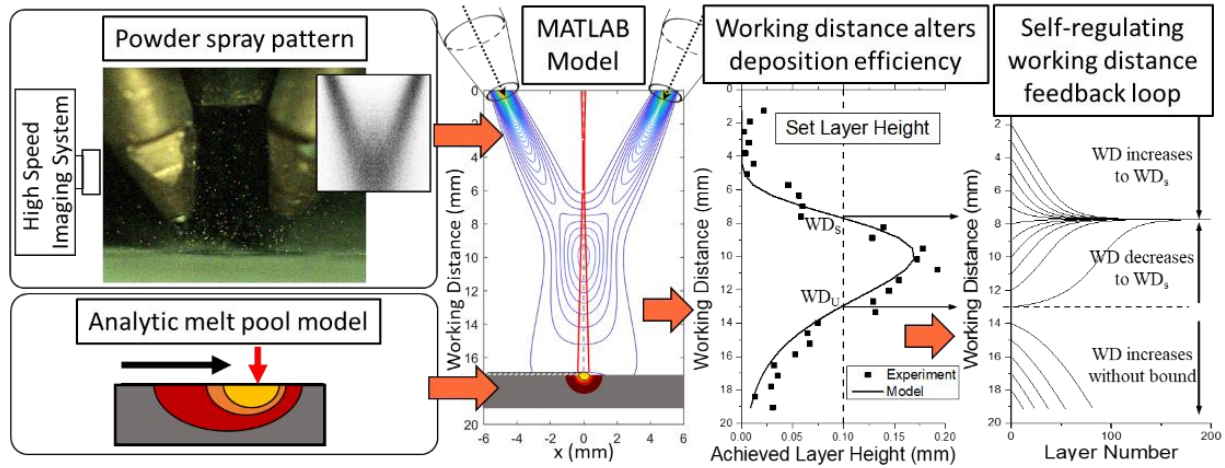 Powder spray pattern
High Speed
Imaging System
Analytic melt pool model
MATLAB
Model
Working Distance (mm)
0
2
4
6
8
10
12
14
16
18
20
-6 -4 -2 0 2 4 6
x (mm)
Working distance alters
deposition efficiency
Set Layer Height
WDS
WDU
Experiment
Model
Working Distance (mm)
0
2
4
6
8
10
12
14
16
18
20
0.00 0.05 0.10 0.15 0.20
Achieved Layer Height (mm)
Self-regulating
working distance
feedback loop
WD increases
to WDs
WD decreases
to WDs
WD increases
without bound
Working Distance (mm)
2
4
6
8
10
12
14
16
18
20
0 100 200
Layer Number